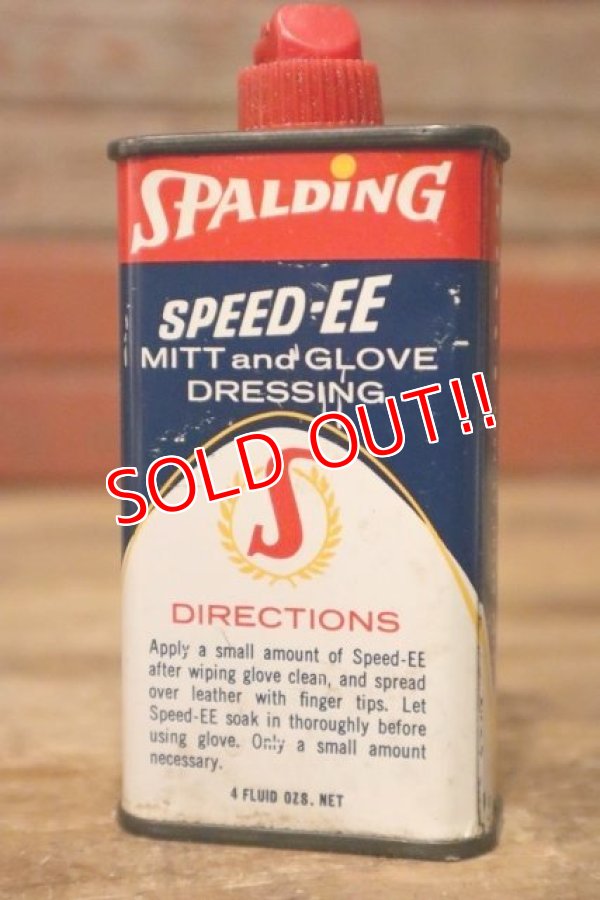 SPALDiNG
SPEED-EE
MITT and GLOVE
DRESSING
SOLD OUT!!
S
DIRECTIONS
Apply a small amount of Speed-EE
after wiping glove clean, and spread
over leather with finger tips. Let
Speed-EE soak in thoroughly before
using glove. Only a small amount
necessary.
4 FLUID OZS. NET